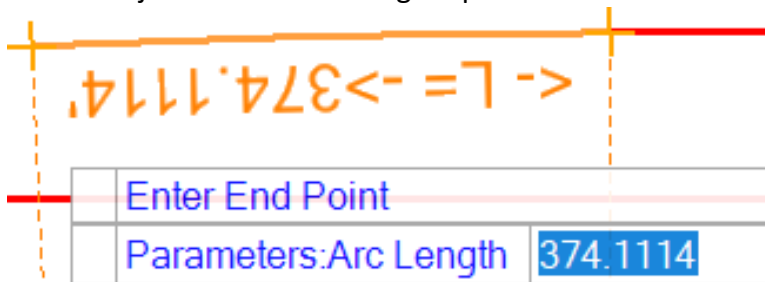 <- L= ->374.1114'
Enter End Point
Parameters:Arc Length 374.1114